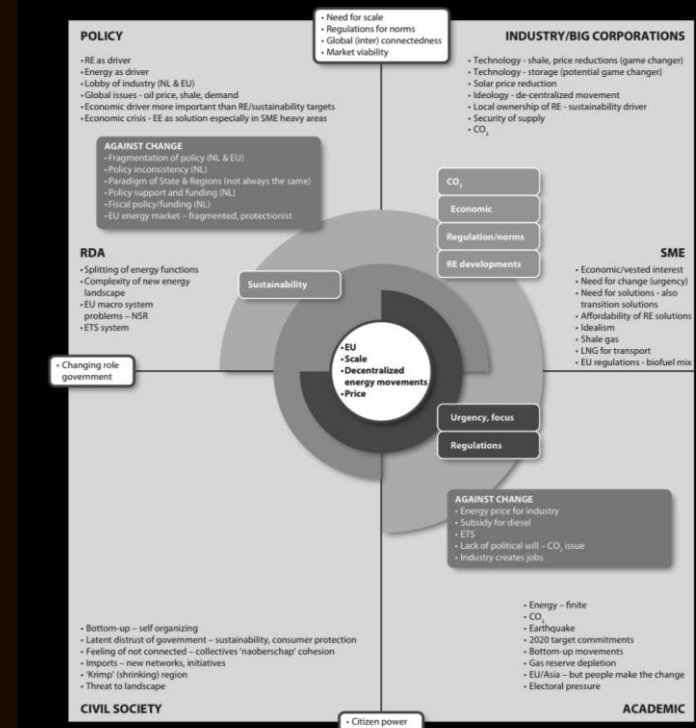 • Need for scale
• Regulations for norms
• Global (inter) connectedness
• Market viability
POLICY
• RE as driver
• Energy as driver
• Lobby of industry (NL & EU)
• Global issues - oil price, shale, demand
• Economic driver more important than RE/sustainability targets
• Economic crisis - EE as solution especially in SME heavy areas
AGAINST CHANGE
• Fragmentation of policy (NL & EU)
• Policy inconsistency (NL)
• Paradigm of State & Regions (not always the same)
• Policy support and funding (NL)
• Fiscal policy/funding (NL)
• EU energy market – fragmented, protectionist
INDUSTRY/BIG CORPORATIONS
• Technology - shale, price reductions (game changer)
• Technology - storage (potential game changer)
• Solar price reduction
• Ideology - de-centralized movement
• Local ownership of RE - sustainability driver
• Security of supply
• CO₂
CO₂
Economic
Regulation/norms
RE developments
RDA
• Splitting of energy functions
• Complexity of new energy
landscape
• EU macro system
problems – NSR
• ETS system
Sustainability
SME
• Economic/vested interest
• Need for change (urgency)
• Need for solutions - also
transition solutions
• Affordability of RE solutions
• Idealism
• Shale gas
• LNG for transport
• EU regulations - biofuel mix
• Changing role
government
• EU
• Scale
• Decentralized
energy movements
• Price
Urgency, focus
Regulations
AGAINST CHANGE
• Energy price for industry
• Subsidy for diesel
• ETS
• Lack of political will – CO₂ issue
• Industry creates jobs
• Bottom-up – self organizing
• Latent distrust of government – sustainability, consumer protection
• Feeling of not connected – collectives 'naoberschap' cohesion
• Imports – new networks, initiatives
• 'Krimp' (shrinking) region
• Threat to landscape
CIVIL SOCIETY
• Energy – finite
• CO₂
• Earthquake
• 2020 target commitments
• Bottom-up movements
• Gas reserve depletion
• EU/Asia – but people make the change
• Electoral pressure
ACADEMIC
• Citizen power